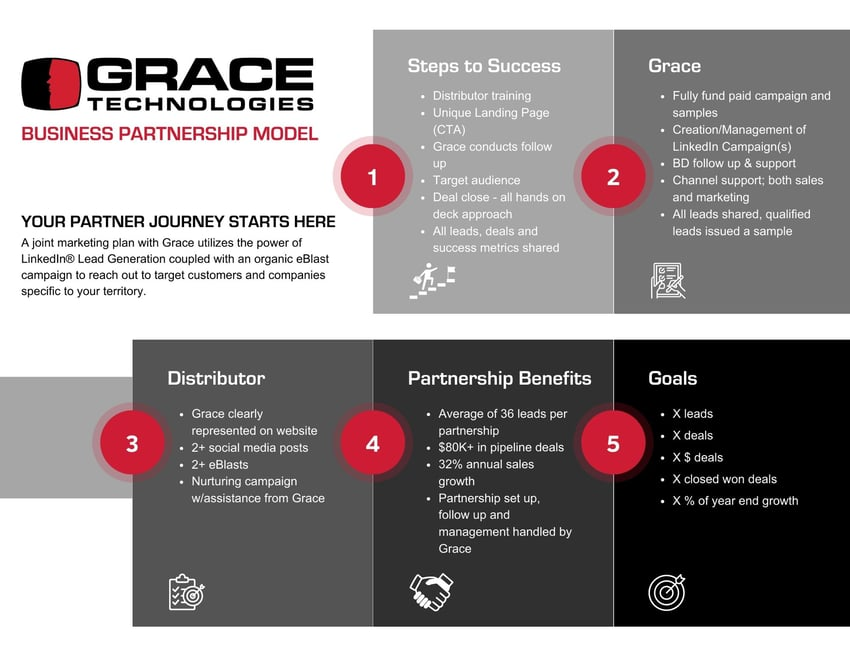 GRACE
TECHNOLOGIES
BUSINESS PARTNERSHIP MODEL
YOUR PARTNER JOURNEY STARTS HERE
A joint marketing plan with Grace utilizes the power of
LinkedIn® Lead Generation coupled with an organic eBlast
campaign to reach out to target customers and companies
specific to your territory.
1
Steps to Success
• Distributor training
• Unique Landing Page
(CTA)
• Grace conducts follow
up
• Target audience
• Deal close - all hands on
deck approach
• All leads, deals and
success metrics shared
2
Grace
• Fully fund paid campaign and
samples
• Creation/Management of
LinkedIn Campaign(s)
• BD follow up & support
• Channel support; both sales
and marketing
• All leads shared, qualified
leads issued a sample
3
Distributor
• Grace clearly
represented on website
• 2+ social media posts
• 2+ eBlasts
• Nurturing campaign
w/assistance from Grace
4
Partnership Benefits
• Average of 36 leads per
partnership
• $80K+ in pipeline deals
• 32% annual sales
growth
• Partnership set up,
follow up and
management handled by
Grace
5
Goals
• X leads
• X deals
• X $ deals
• X closed won deals
• X % of year end growth